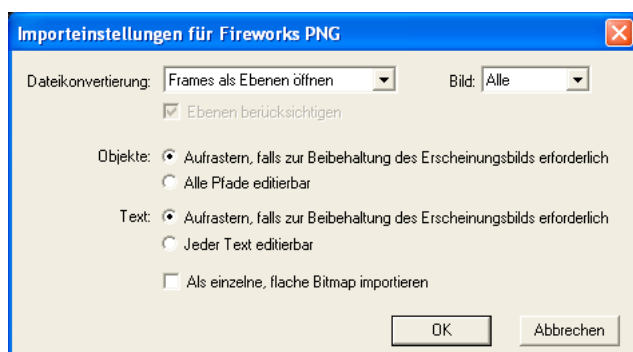 Importeinstellungen für Fireworks PNG
Dateikonvertierung: Frames als Ebenen öffnen Bild: Alle
Ebenen berücksichtigen
Objekte: Aufrastern, falls zur Beibehaltung des Erscheinungsbilds erforderlich
Alle Pfade editierbar
Text: Aufrastern, falls zur Beibehaltung des Erscheinungsbilds erforderlich
Jeder Text editierbar
Als einzelne, flache Bitmap importieren
OK Abbrechen